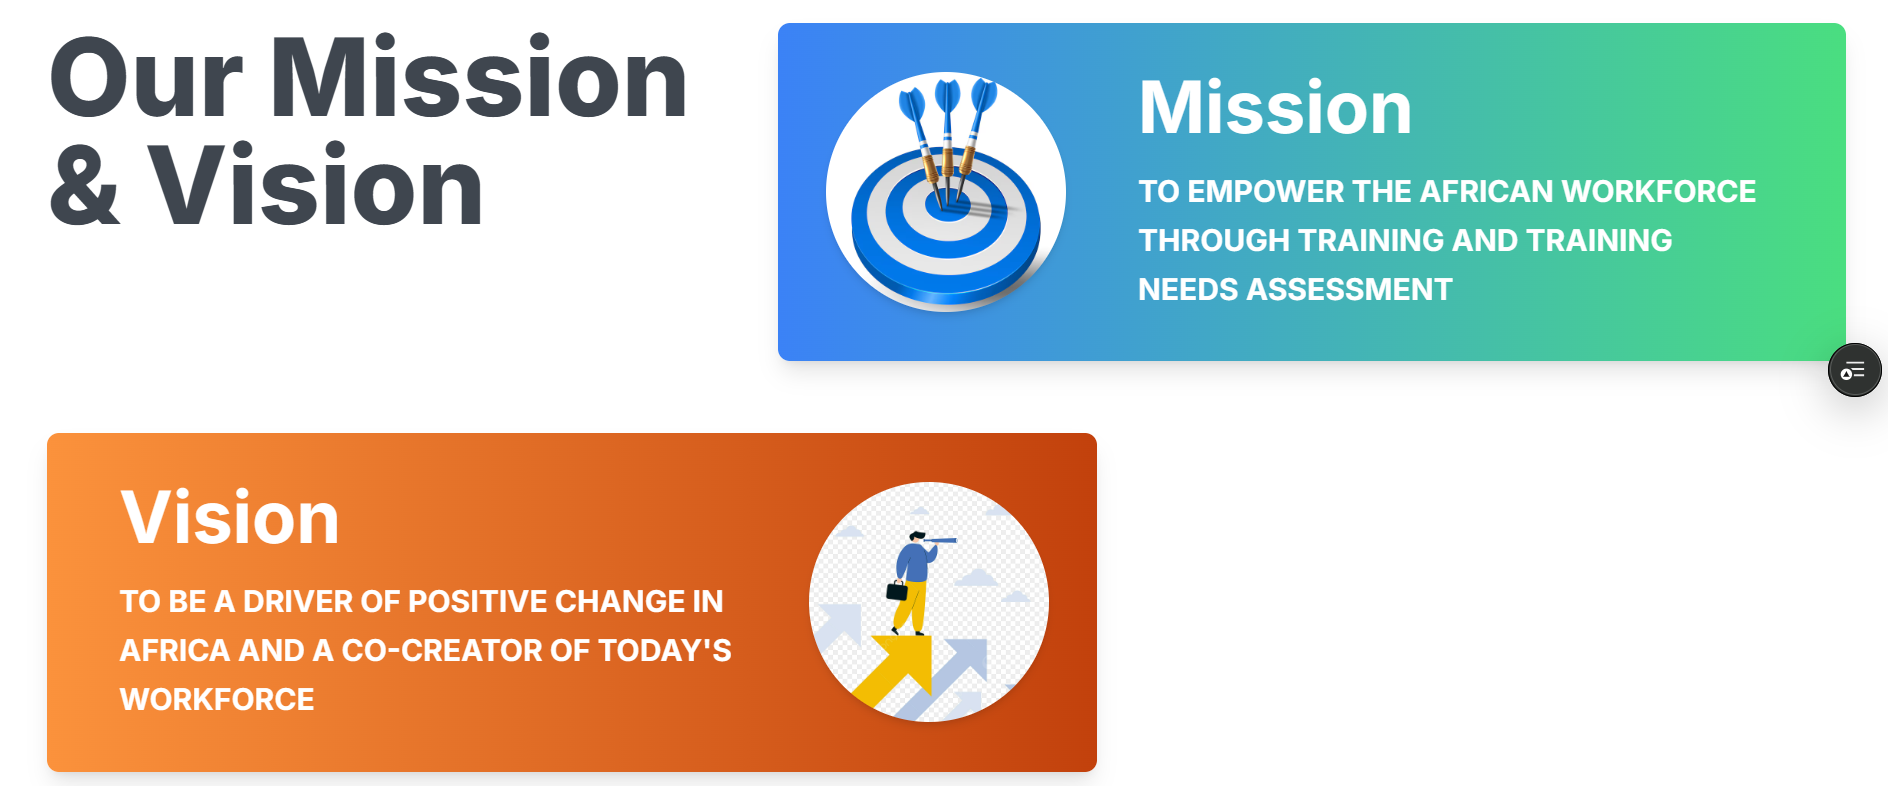 Our Mission
& Vision
Mission
TO EMPOWER THE AFRICAN WORKFORCE
THROUGH TRAINING AND TRAINING
NEEDS ASSESSMENT
Vision
TO BE A DRIVER OF POSITIVE CHANGE IN
AFRICA AND A CO-CREATOR OF TODAY'S
WORKFORCE